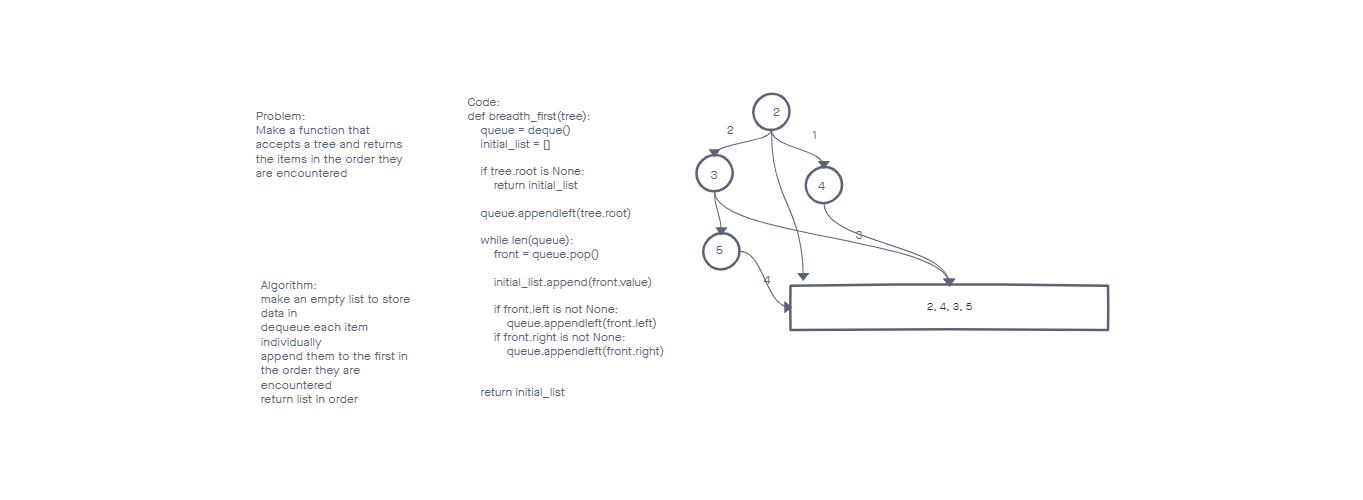 Problem:
Make a function that
accepts a tree and returns
the items in the order they
are encountered
Algorithm:
make an empty list to store
data in
dequeue each item
individually
append them to the first in
the order they are
encountered
return list in order
Code:
def breadth_first(tree):
    queue = deque()
    initial_list = []
    if tree.root is None:
        return initial_list
    queue.appendleft(tree.root)
    while len(queue):
        front = queue.pop()
        initial_list.append(front.value)
        if front.left is not None:
            queue.appendleft(front.left)
        if front.right is not None:
            queue.appendleft(front.right)
    return initial_list
2
2
1
3
4
3
5
4
2, 4, 3, 5